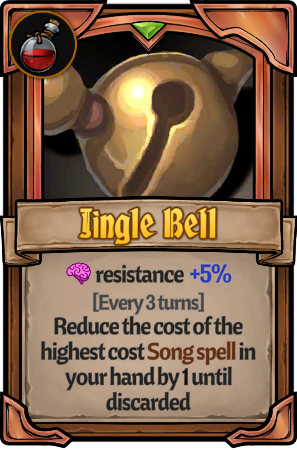 Jingle Bell
resistance +5%
[Every 3 turns]
Reduce the cost of the
highest cost Song spell in
your hand by 1 until
discarded